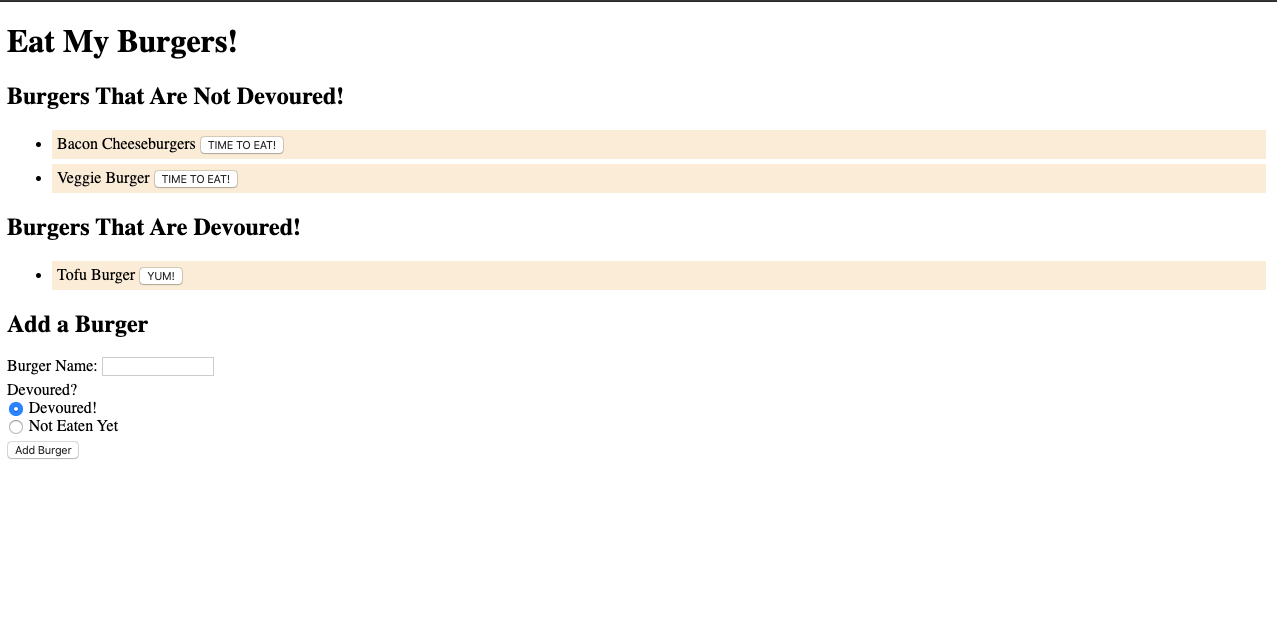 Eat My Burgers!
Burgers That Are Not Devoured!
Bacon Cheeseburgers TIME TO EAT!
Veggie Burger TIME TO EAT!
Burgers That Are Devoured!
Tofu Burger YUM!
Add a Burger
Burger Name:
Devoured?
Devoured!
Not Eaten Yet
Add Burger